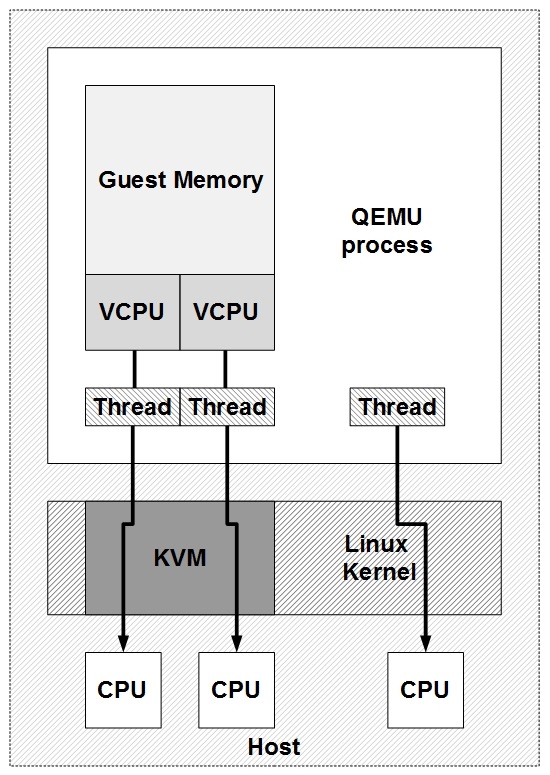 Guest Memory
QEMU
process
VCPU VCPU
Thread Thread Thread
KVM
Linux
Kernel
CPU CPU CPU
Host